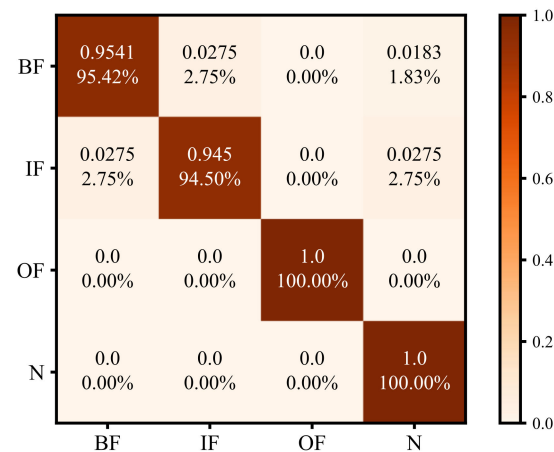 BF 0.9541 0.0275 0.0 0.0183
95.42% 2.75% 0.00% 1.83%
IF 0.0275 0.945 0.0 0.0275
2.75% 94.50% 0.00% 2.75%
OF 0.0 0.0 1.0 0.0
0.00% 0.00% 100.00% 0.00%
N 0.0 0.0 0.0 1.0
0.00% 0.00% 0.00% 100.00%
BF IF OF N
1.0
0.8
0.6
0.4
0.2
0.0